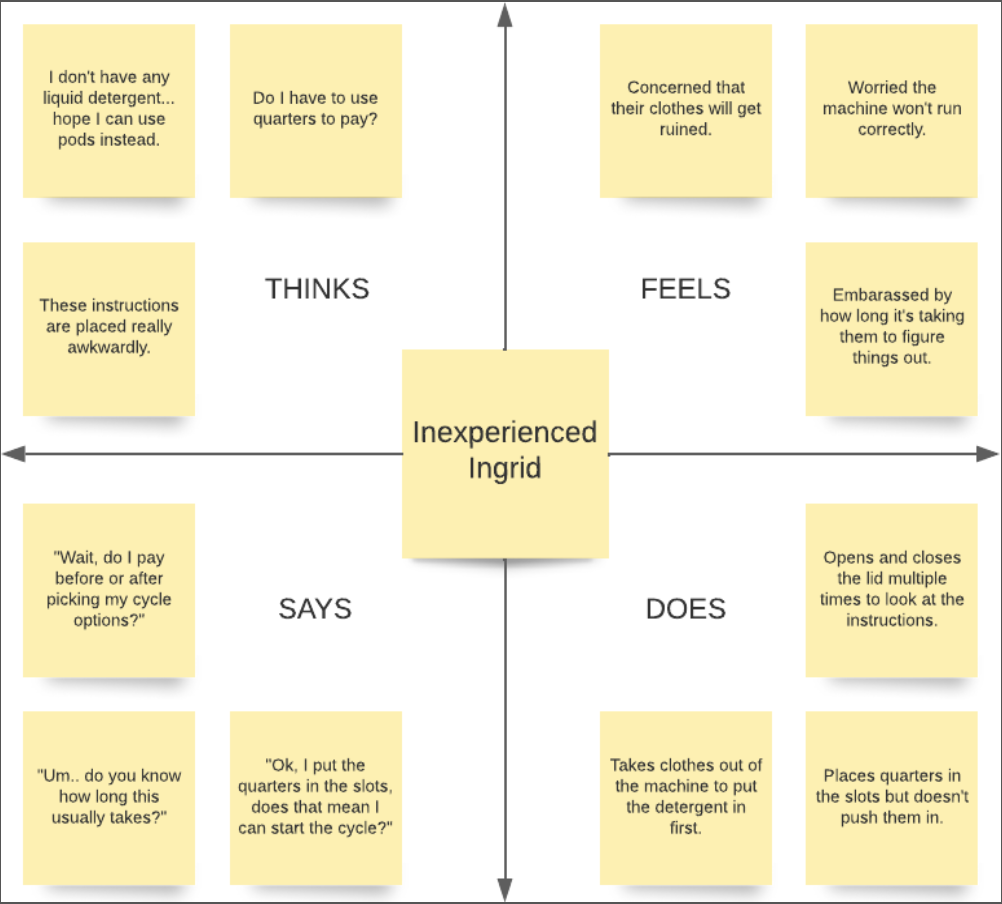 I don't have any
liquid detergent...
hope I can use
pods instead.
Do I have to use
quarters to pay?
These instructions
are placed really
awkwardly.
THINKS
Concerned that
their clothes will get
ruined.
Worried the
machine won't run
correctly.
FEELS
Embarassed by
how long it's taking
them to figure
things out.
Inexperienced
Ingrid
"Wait, do I pay
before or after
picking my cycle
options?"
SAYS
"Um.. do you know
how long this
usually takes?"
"Ok, I put the
quarters in the slots,
does that mean I
can start the cycle?"
DOES
Opens and closes
the lid multiple
times to look at the
instructions.
Takes clothes out of
the machine to put
the detergent in
first.
Places quarters in
the slots but doesn't
push them in.